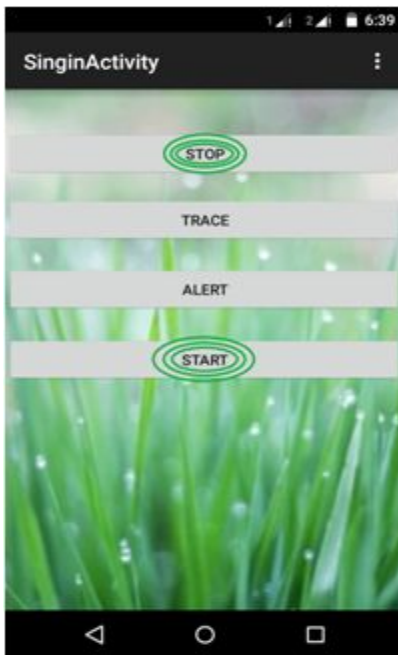 1 2 6:39
SinginActivity
STOP
TRACE
ALERT
START